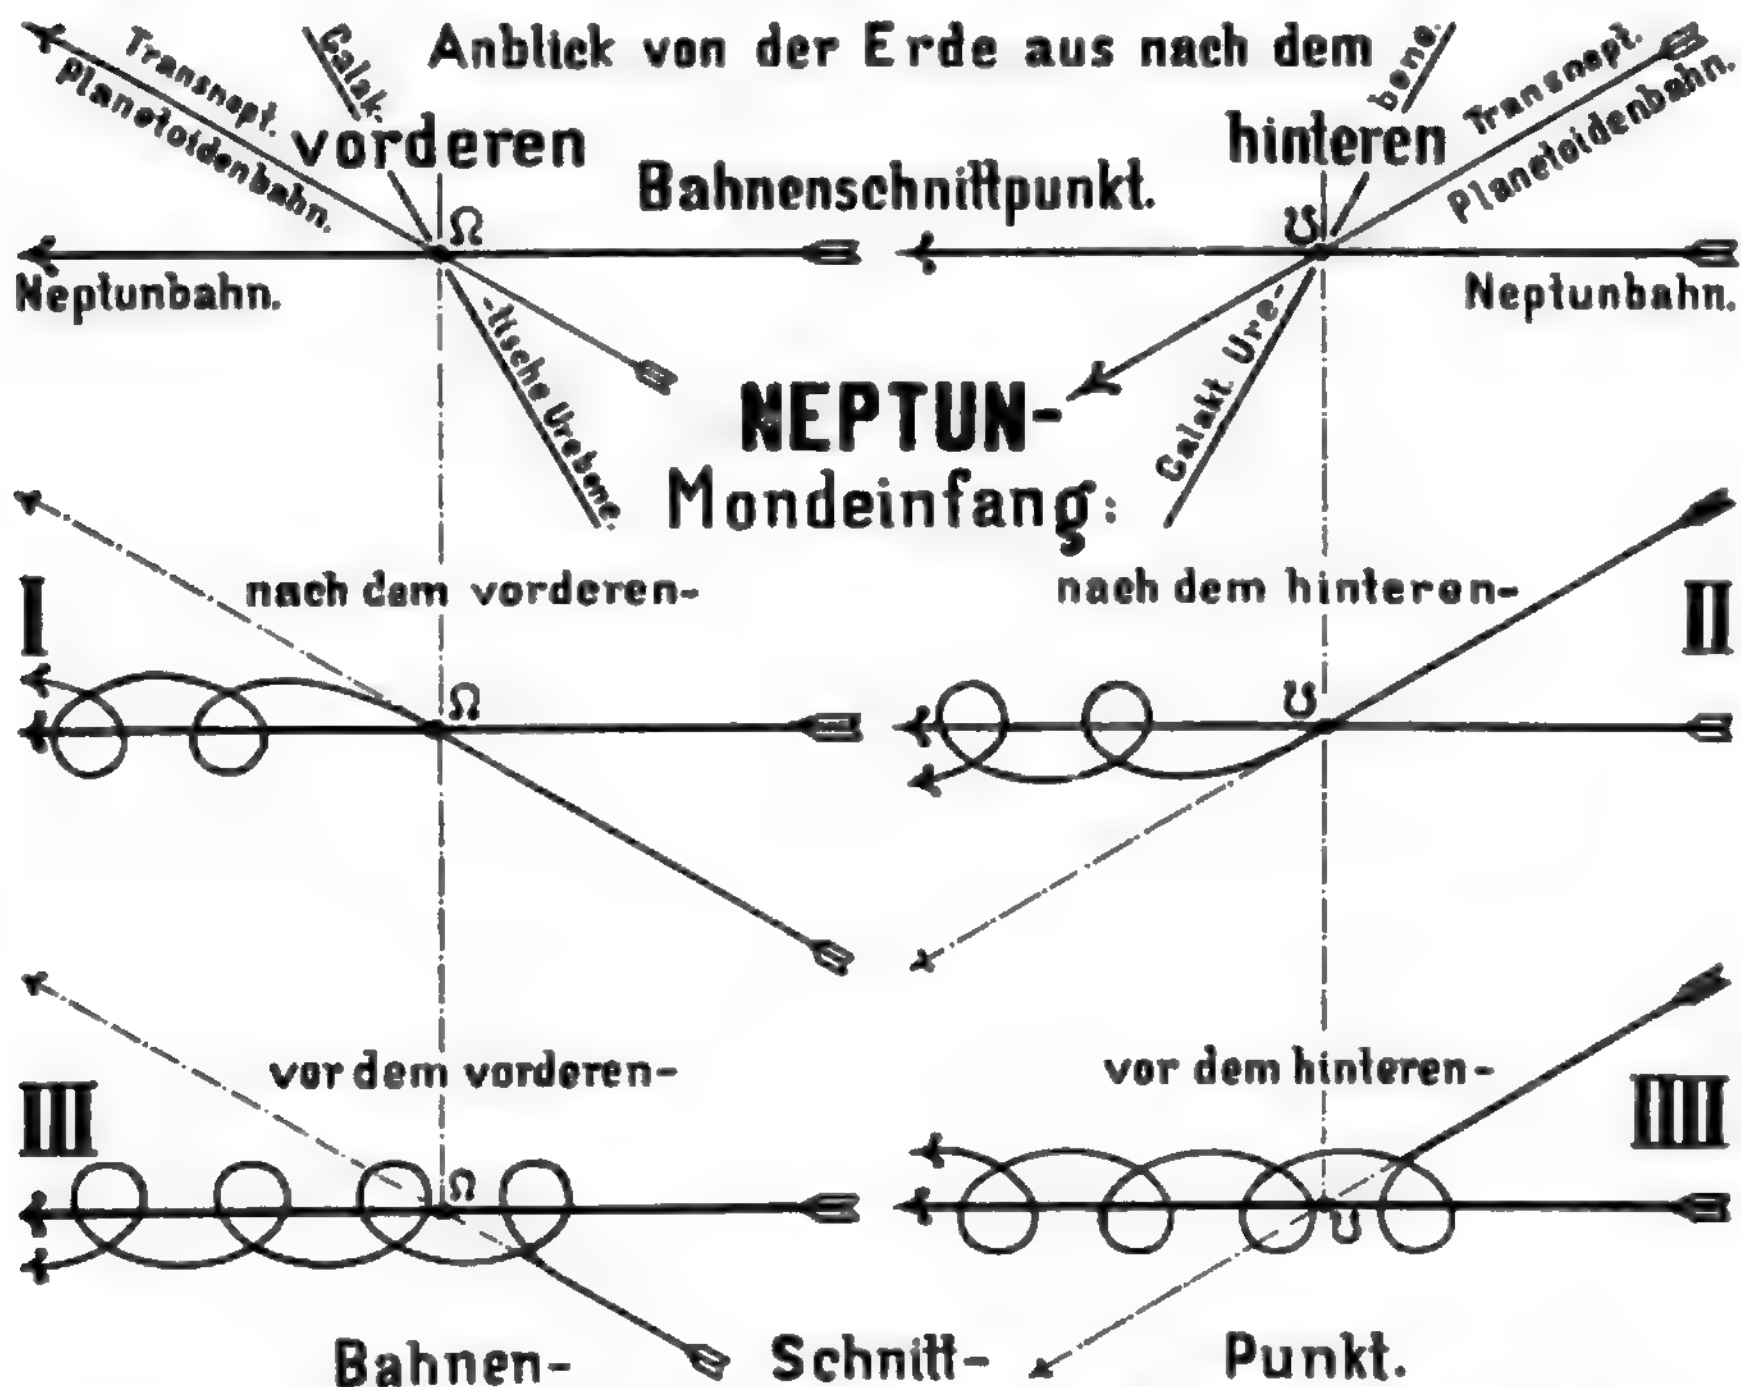 Anblick von der Erde aus nach dem
vorderen
hinteren
Bahnenschnittpunkt.
Transnept.
Planetoidenbahn.
Galak-
-tische Urebene.
Ω
Neptunbahn.
bene.
Transnept.
Planetoidenbahn.
℧
Galakt. Ure-
Neptunbahn.
NEPTUN-
Mondeinfang:
I
nach dem vorderen-
Ω
nach dem hinteren-
II
℧
III
vor dem vorderen-
Ω
vor dem hinteren-
IIII
℧
Bahnen- Schnitt- Punkt.